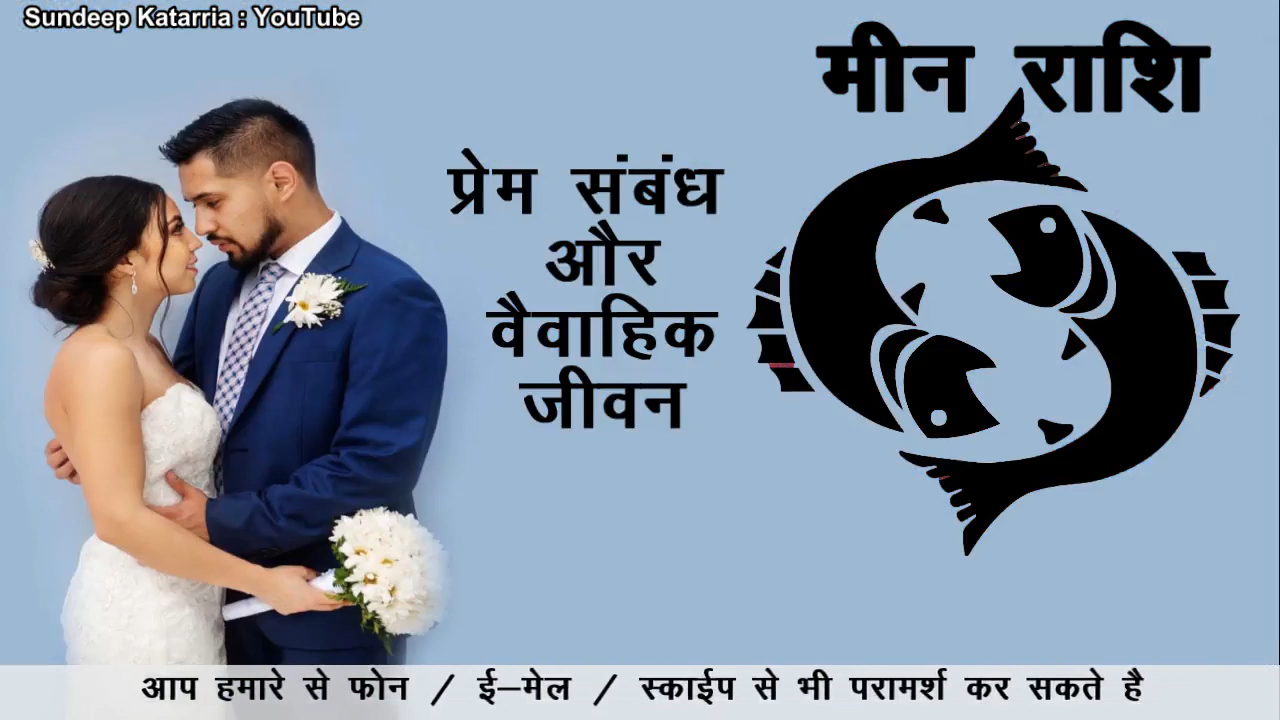 Sundeep Katarria : YouTube
मीन राशि
प्रेम संबंध
और
वैवाहिक
जीवन
आप हमारे से फोन / ई–मेल / स्काईप से भी परामर्श कर सकते है